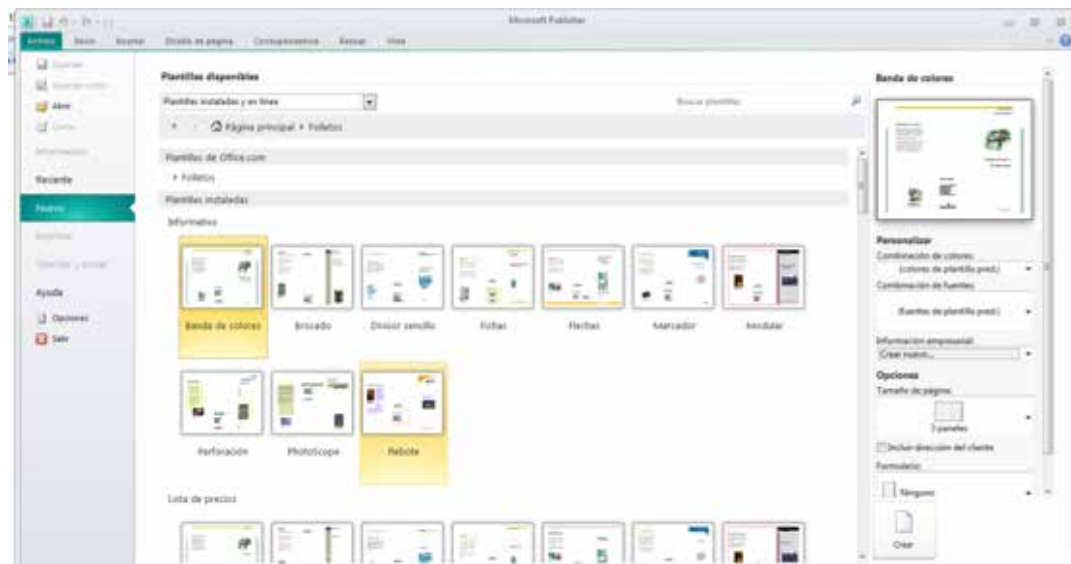 Microsoft Publisher
Archivo Inicio Insertar Diseño de página Correspondencia Revisar Vista
Guardar
Guardar como
Abrir
Cerrar
Información
Reciente
Nuevo
Imprimir
Guardar y enviar
Ayuda
Opciones
Salir
Plantillas disponibles
Plantillas instaladas y en línea
Buscar plantillas
Página principal Folletos
Plantillas de Office.com
Folletos
Plantillas instaladas
Informativo
Banda de colores Brocado Divisor sencillo Fichas Flechas Marcador Modular
Perforación PhotoScope Rebote
Lista de precios
Banda de colores
Personalizar
Combinación de colores:
(colores de plantilla pred.)
Combinación de fuentes:
(fuentes de plantilla pred.)
Información empresarial:
Crear nuevo...
Opciones
Tamaño de página:
3 paneles
Incluir dirección del cliente
Formulario:
Ninguno
Crear